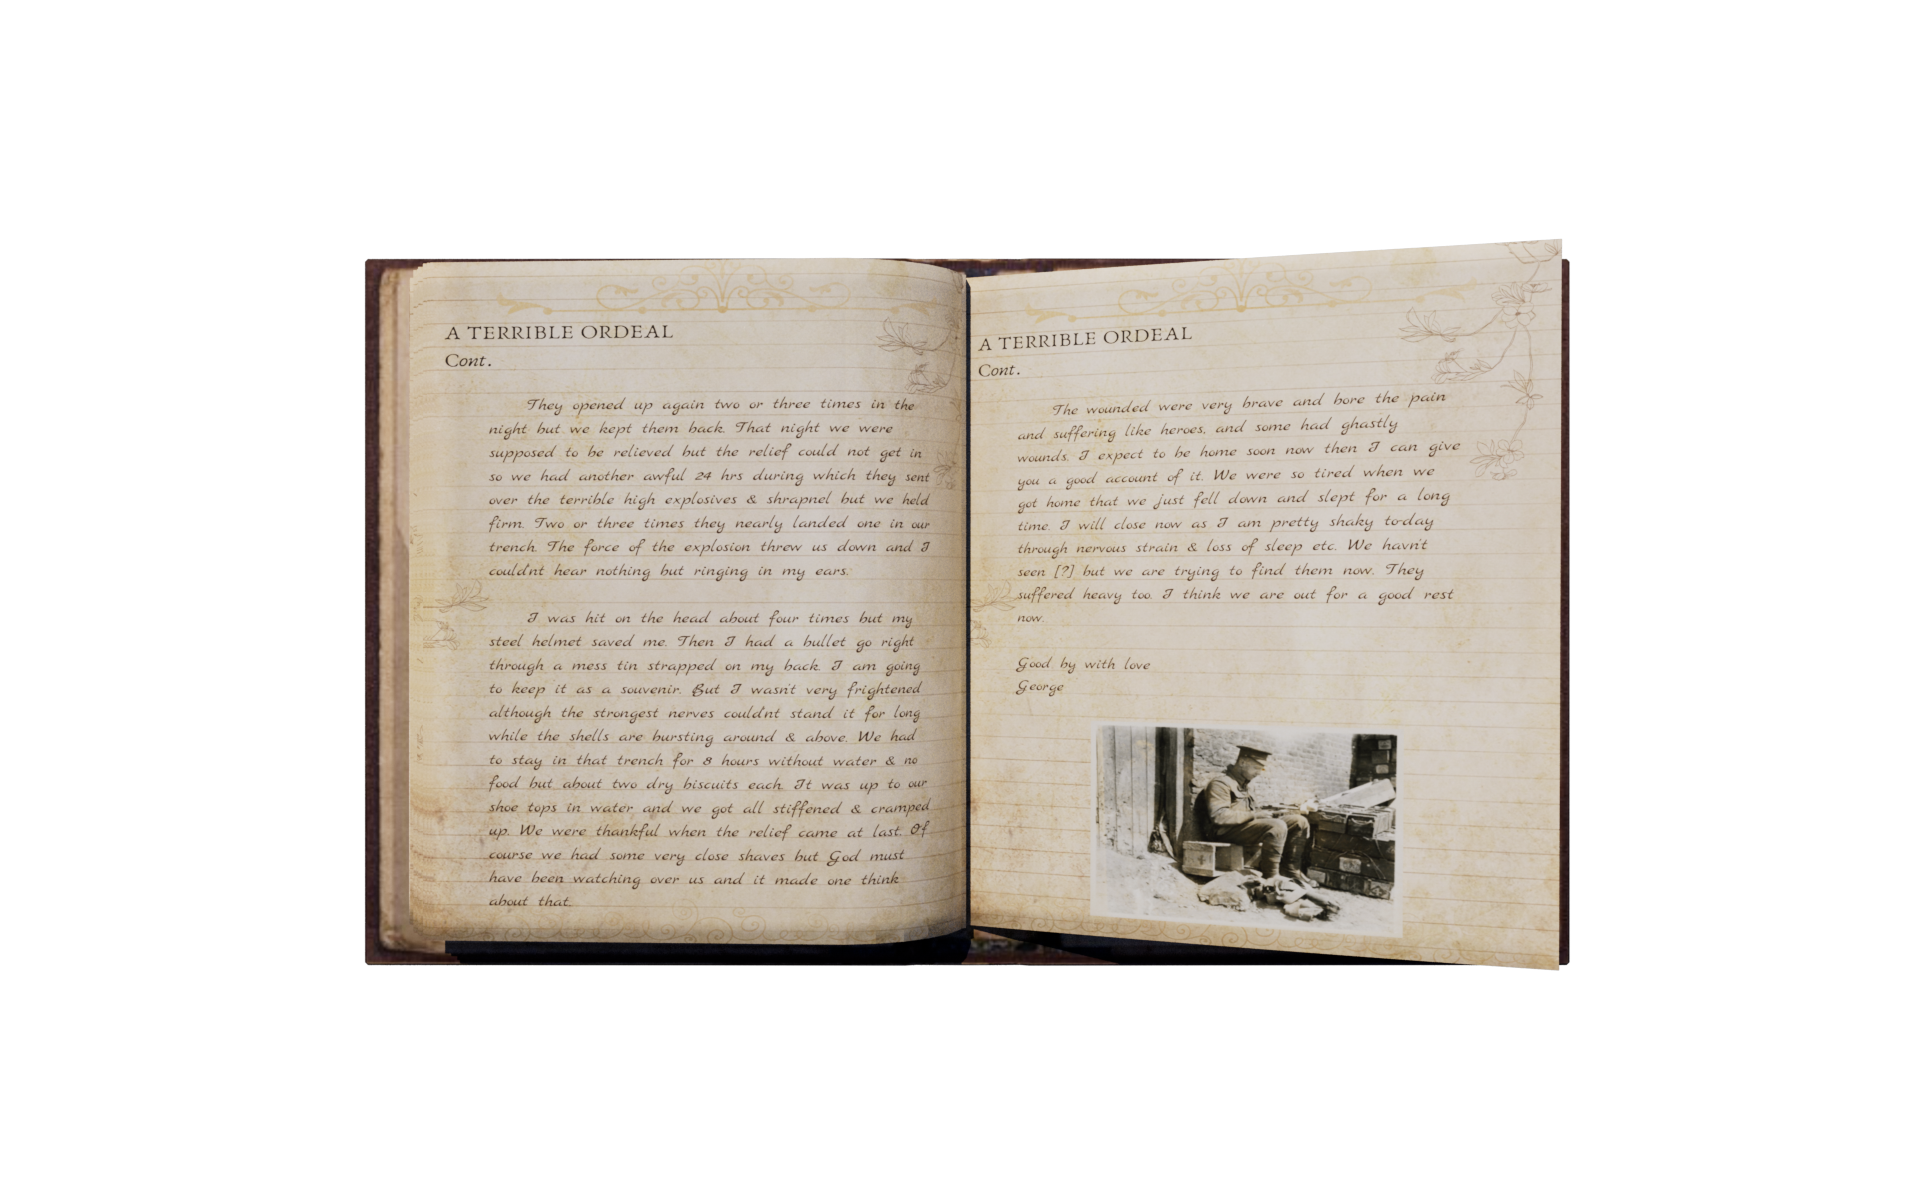 A TERRIBLE ORDEAL
Cont.
They opened up again two or three times in the
night but we kept them back. That night we were
supposed to be relieved but the relief could not get in
so we had another awful 24 hrs during which they sent
over the terrible high explosives & shrapnel but we held
firm. Two or three times they nearly landed one in our
trench. The force of the explosion threw us down and I
could'nt hear nothing but ringing in my ears.
I was hit on the head about four times but my
steel helmet saved me. Then I had a bullet go right
through a mess tin strapped on my back. I am going
to keep it as a souvenir. But I wasn't very frightened
although the strongest nerves could'nt stand it for long
while the shells are bursting around & above. We had
to stay in that trench for 8 hours without water & no
food but about two dry biscuits each. It was up to our
shoe tops in water and we got all stiffened & cramped
up. We were thankful when the relief came at last. Of
course we had some very close shaves but God must
have been watching over us and it made one think
about that.
A TERRIBLE ORDEAL
Cont.
The wounded were very brave and bore the pain
and suffering like heroes, and some had ghastly
wounds. I expect to be home soon now then I can give
you a good account of it. We were so tired when we
got home that we just fell down and slept for a long
time. I will close now as I am pretty shaky to-day
through nervous strain & loss of sleep etc. We havn't
seen [?] but we are trying to find them now. They
suffered heavy too. I think we are out for a good rest
now.
Good by with love
George